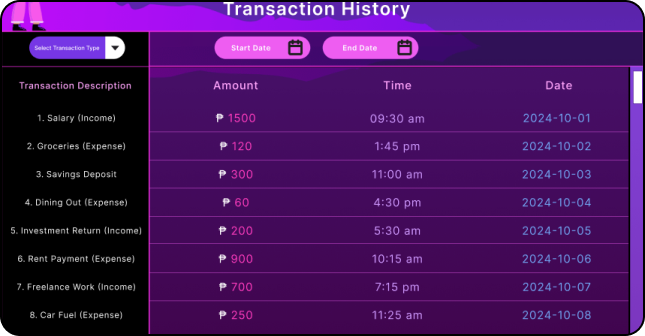 Transaction History
Select Transaction Type Start Date End Date
Transaction Description Amount Time Date
1. Salary (Income) ₱ 1500 09:30 am 2024-10-01
2. Groceries (Expense) ₱ 120 1:45 pm 2024-10-02
3. Savings Deposit ₱ 300 11:00 am 2024-10-03
4. Dining Out (Expense) ₱ 60 4:30 pm 2024-10-04
5. Investment Return (Income) ₱ 200 5:30 am 2024-10-05
6. Rent Payment (Expense) ₱ 900 10:15 am 2024-10-06
7. Freelance Work (Income) ₱ 700 7:15 pm 2024-10-07
8. Car Fuel (Expense) ₱ 250 11:25 am 2024-10-08